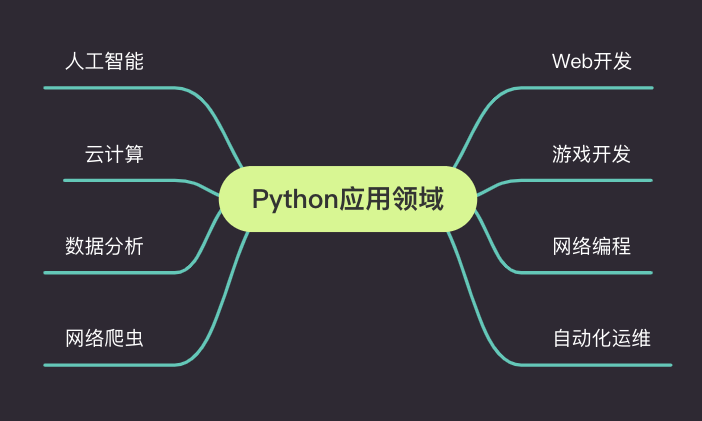 人工智能
云计算
数据分析
网络爬虫
Python应用领域
Web开发
游戏开发
网络编程
自动化运维